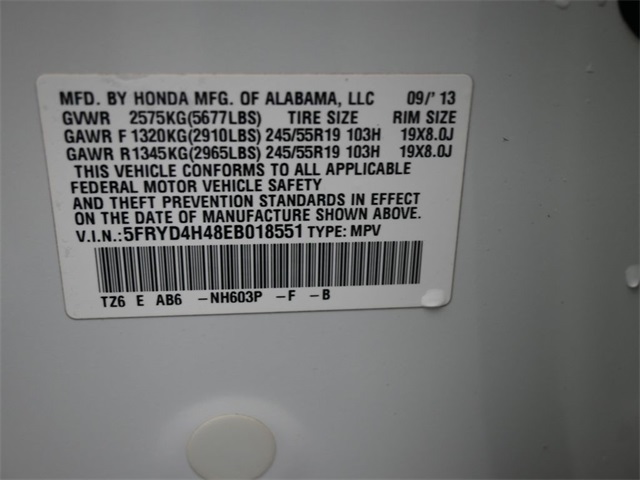 MFD. BY HONDA MFG. OF ALABAMA, LLC 09/' 13
GVWR 2575KG(5677LBS) TIRE SIZE RIM SIZE
GAWR F 1320KG(2910LBS) 245/55R19 103H 19X8.0J
GAWR R1345KG(2965LBS) 245/55R19 103H 19X8.0J
THIS VEHICLE CONFORMS TO ALL APPLICABLE
FEDERAL MOTOR VEHICLE SAFETY
AND THEFT PREVENTION STANDARDS IN EFFECT
ON THE DATE OF MANUFACTURE SHOWN ABOVE.
V.I.N.:5FRYD4H48EB018551 TYPE: MPV
TZ6 E AB6 -NH603P -F -B